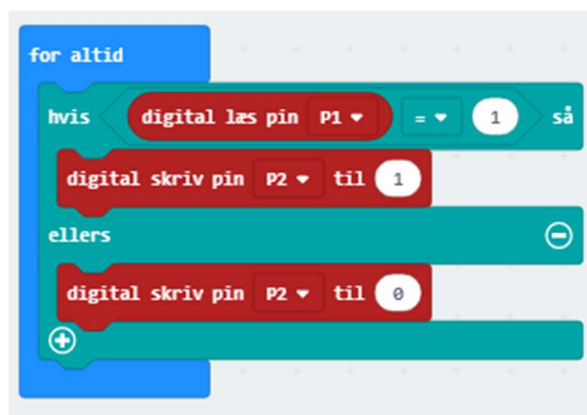 for altid
hvis digital læs pin P1 = 1 så
digital skriv pin P2 til 1
ellers
digital skriv pin P2 til 0